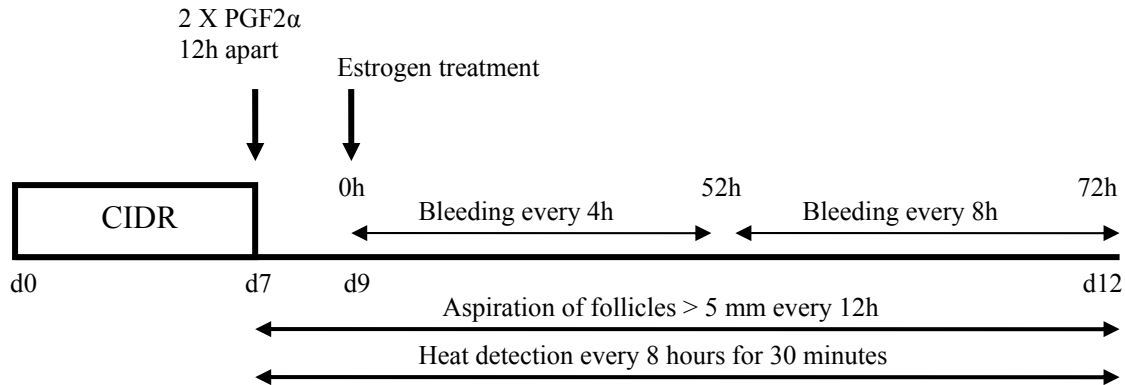 2 X PGF2α
12h apart
Estrogen treatment
0h
52h
72h
Bleeding every 4h
Bleeding every 8h
CIDR
d0
d7
d9
d12
Aspiration of follicles > 5 mm every 12h
Heat detection every 8 hours for 30 minutes